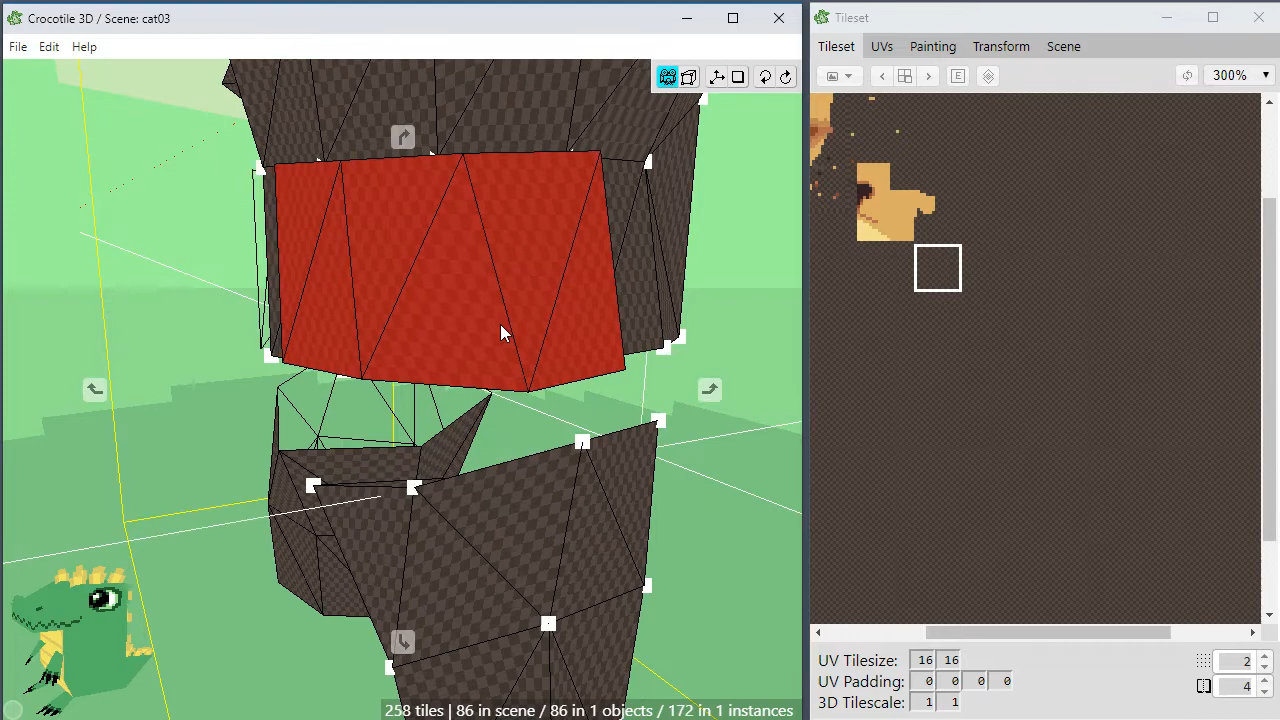 Crocotile 3D / Scene: cat03
File Edit Help
258 tiles | 86 in scene / 86 in 1 objects / 172 in 1 instances
Tileset
Tileset UVs Painting Transform Scene
E
300%
UV Tilesize: 16 16
UV Padding: 0 0 0 0
3D Tilescale: 1 1
2
4